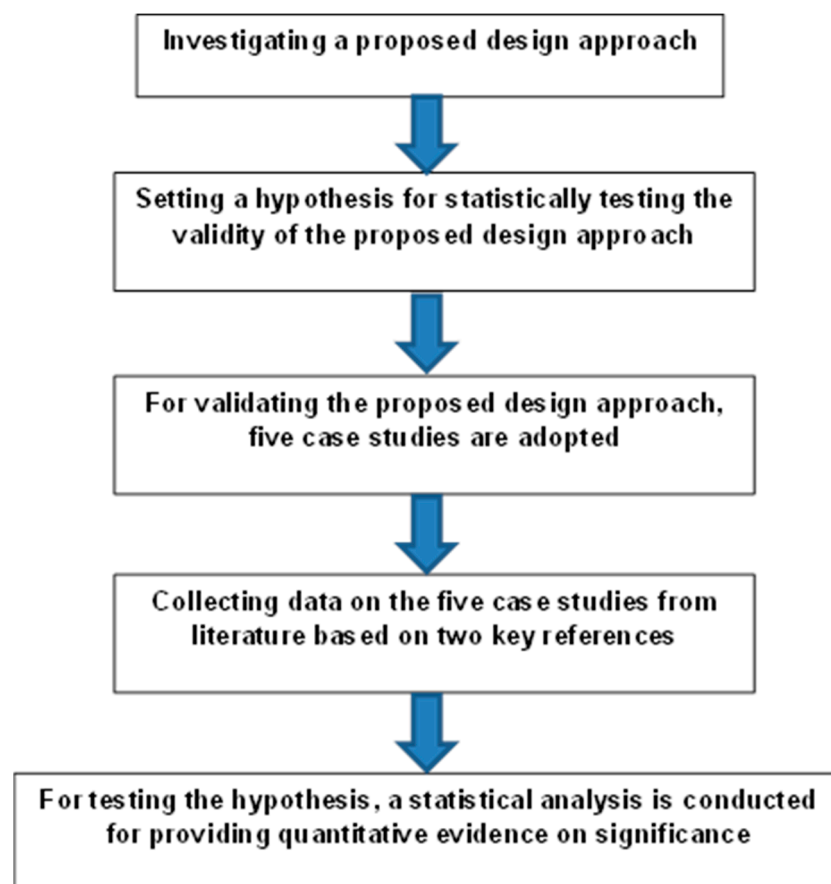 Investigating a proposed design approach
Setting a hypothesis for statistically testing the
validity of the proposed design approach
For validating the proposed design approach,
five case studies are adopted
Collecting data on the five case studies from
literature based on two key references
For testing the hypothesis, a statistical analysis is conducted
for providing quantitative evidence on significance